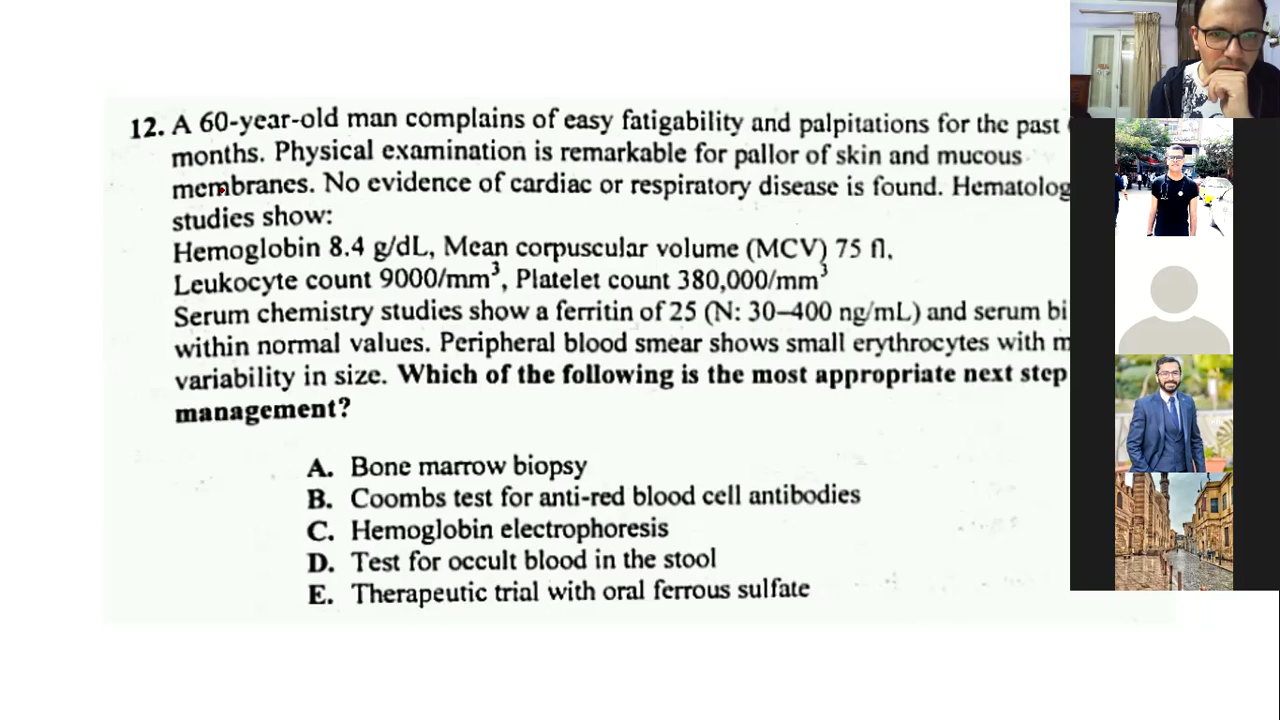 12. A 60-year-old man complains of easy fatigability and palpitations for the past
months. Physical examination is remarkable for pallor of skin and mucous
membranes. No evidence of cardiac or respiratory disease is found. Hematolog
studies show:
Hemoglobin 8.4 g/dL, Mean corpuscular volume (MCV) 75 fl,
Leukocyte count 9000/mm³, Platelet count 380,000/mm³
Serum chemistry studies show a ferritin of 25 (N: 30–400 ng/mL) and serum bi
within normal values. Peripheral blood smear shows small erythrocytes with m
variability in size. Which of the following is the most appropriate next step
management?
A. Bone marrow biopsy
B. Coombs test for anti-red blood cell antibodies
C. Hemoglobin electrophoresis
D. Test for occult blood in the stool
E. Therapeutic trial with oral ferrous sulfate